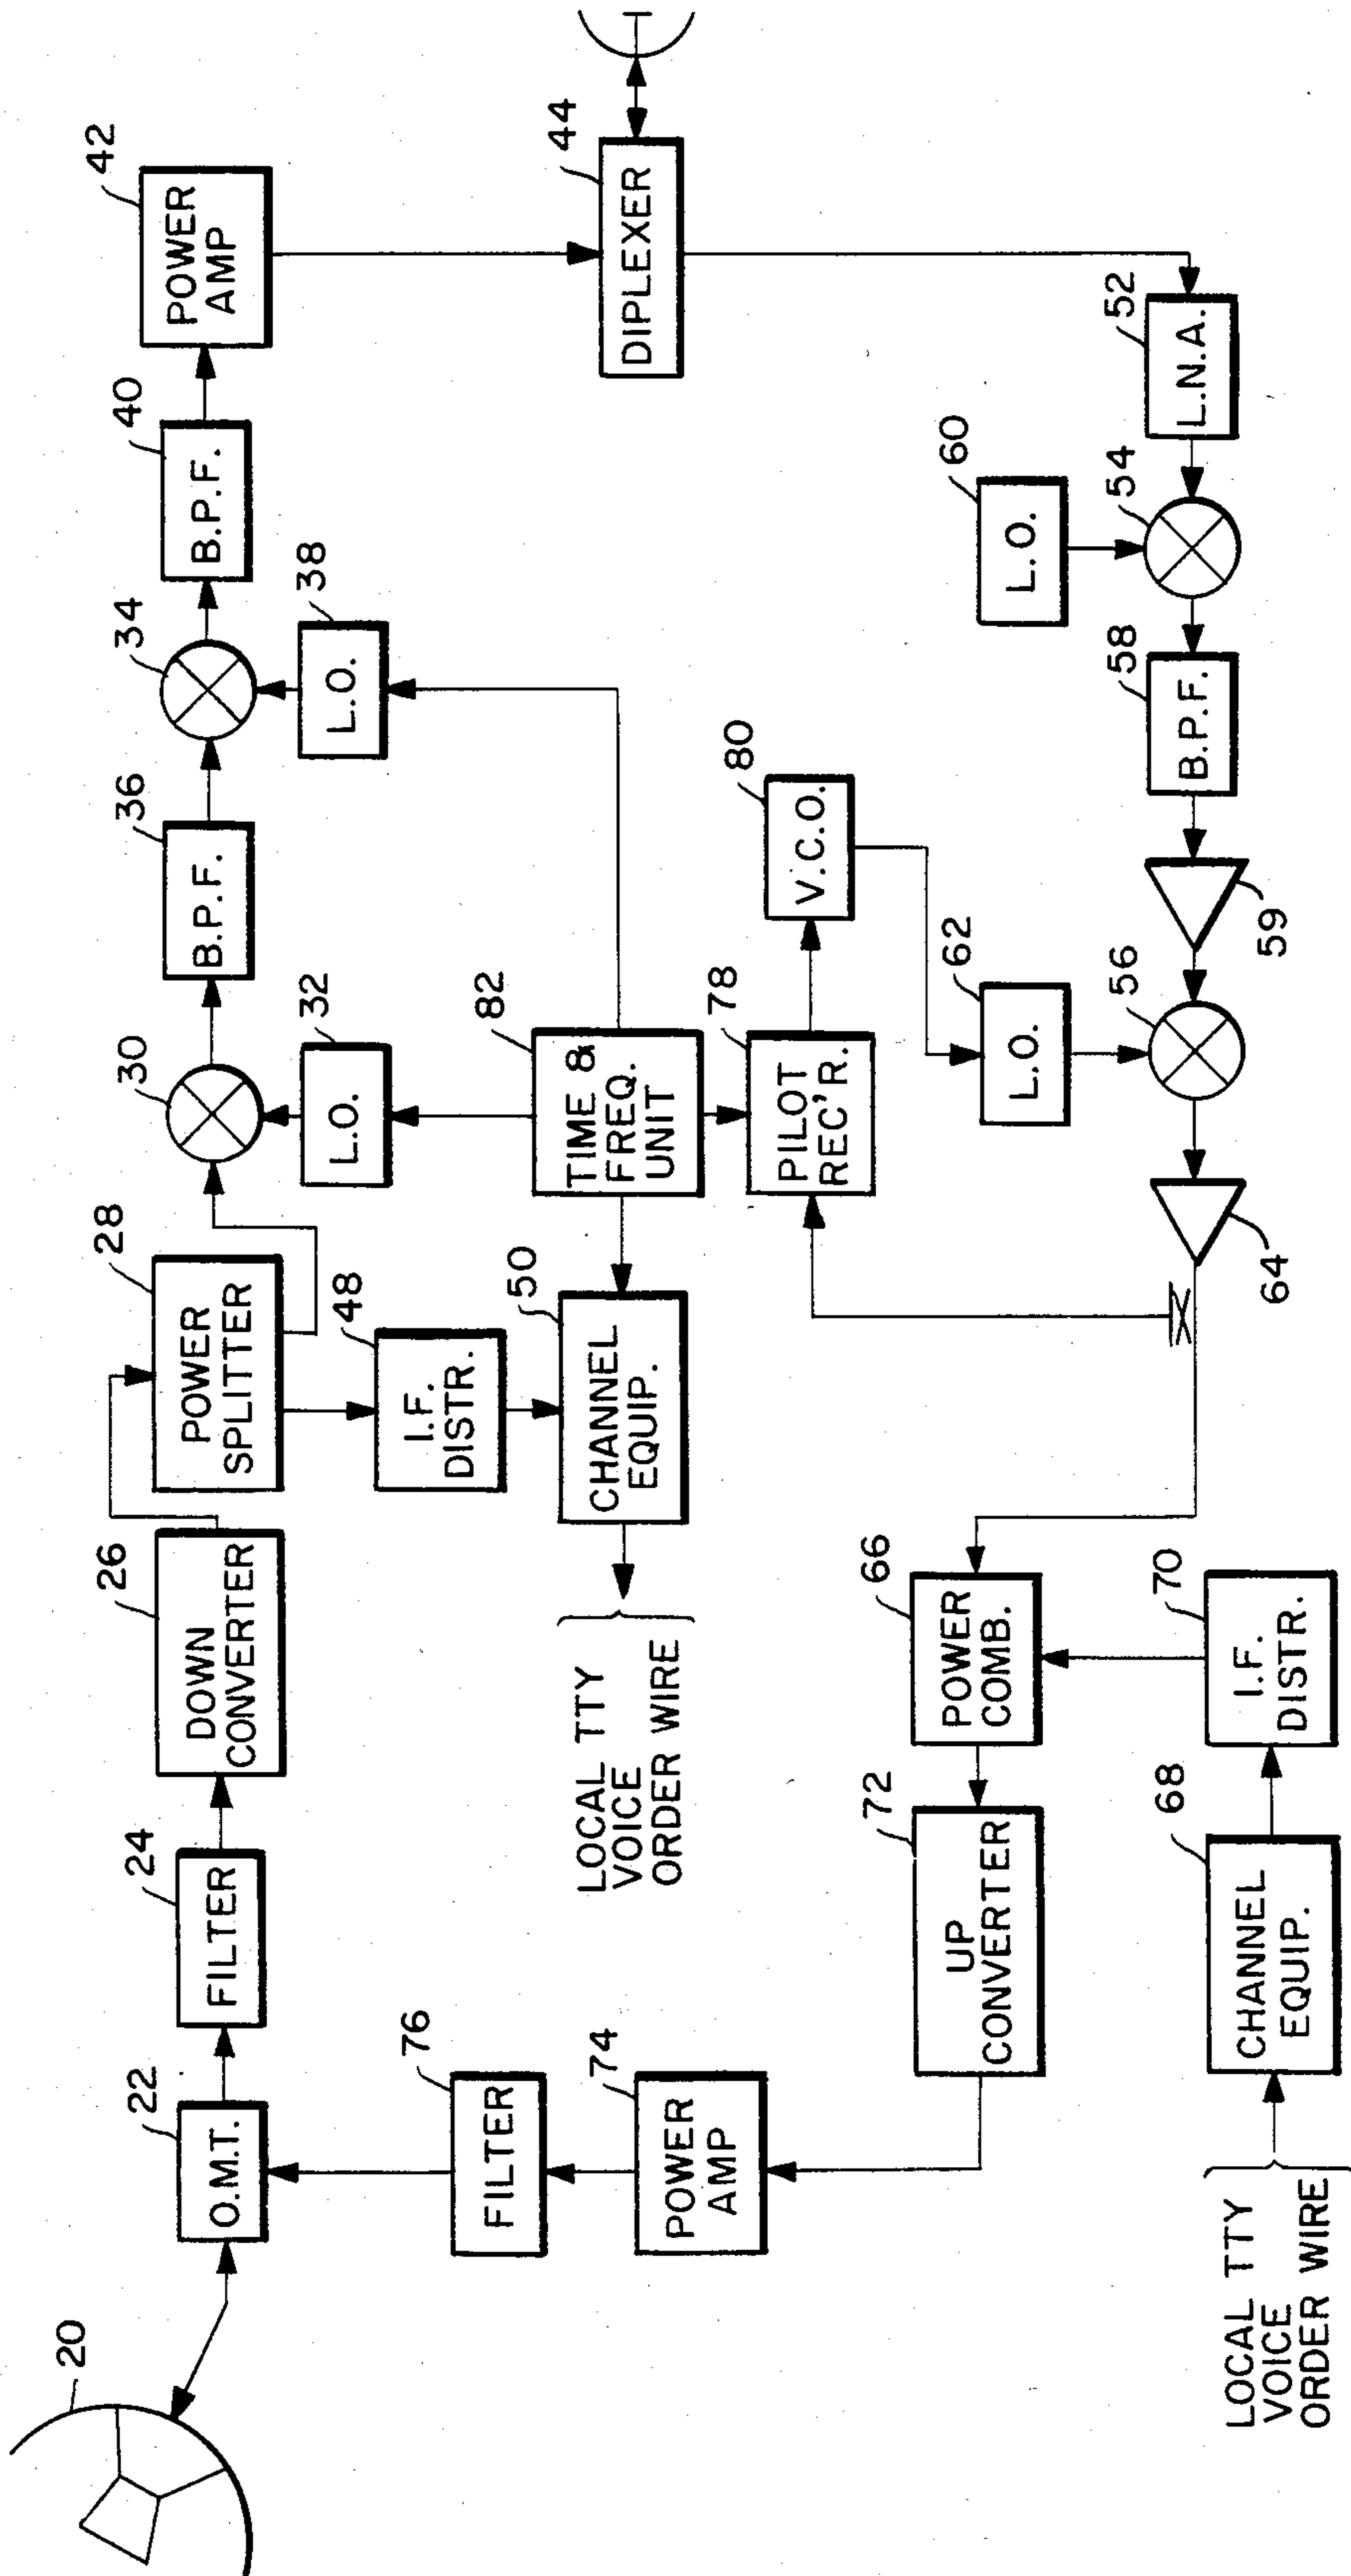 20
22
O.M.T.
24
FILTER
26
DOWN
CONVERTER
28
POWER
SPLITTER
30
32
L.O.
36
B.P.F.
34
38
L.O.
40
B.P.F.
42
POWER
AMP
44
DIPLEXER
48
I.F.
DISTR.
50
CHANNEL
EQUIP.
LOCAL TTY
VOICE
ORDER WIRE
82
TIME &
FREQ.
UNIT
78
PILOT
REC'R.
80
V.C.O.
62
L.O.
60
L.O.
52
L.N.A.
54
58
B.P.F.
59
56
64
66
POWER
COMB.
70
I.F.
DISTR.
68
CHANNEL
EQUIP.
LOCAL TTY
VOICE
ORDER WIRE
72
UP
CONVERTER
74
POWER
AMP
76
FILTER